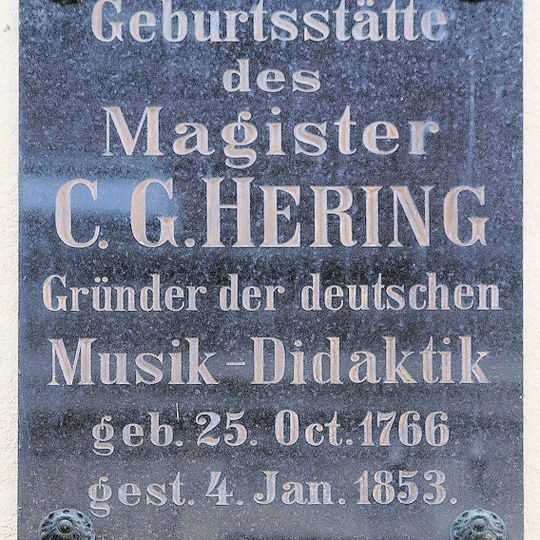 Geburtsstätte
des
Magister
C. G. HERING
Gründer der deutschen
Musik-Didaktik
geb. 25. Oct. 1766
gest. 4. Jan. 1853.